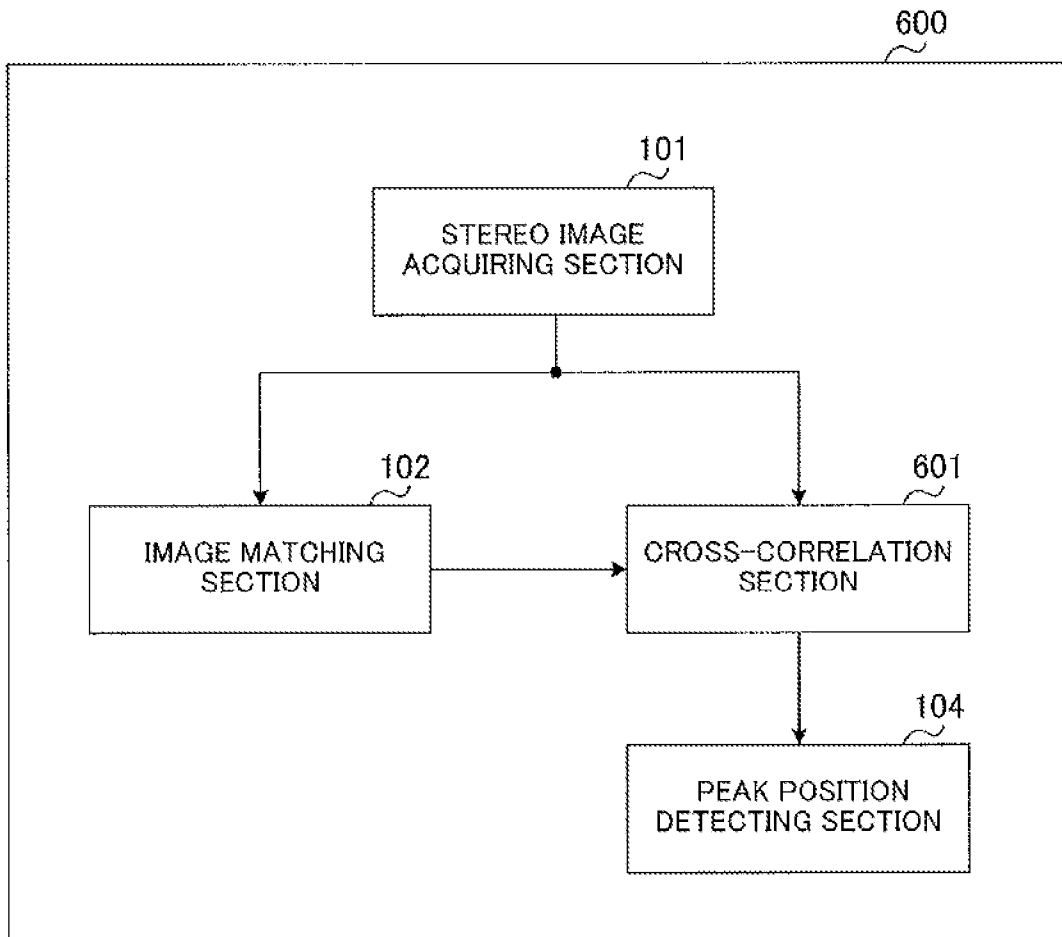 600
101
STEREO IMAGE
ACQUIRING SECTION
102
IMAGE MATCHING
SECTION
601
CROSS-CORRELATION
SECTION
104
PEAK POSITION
DETECTING SECTION